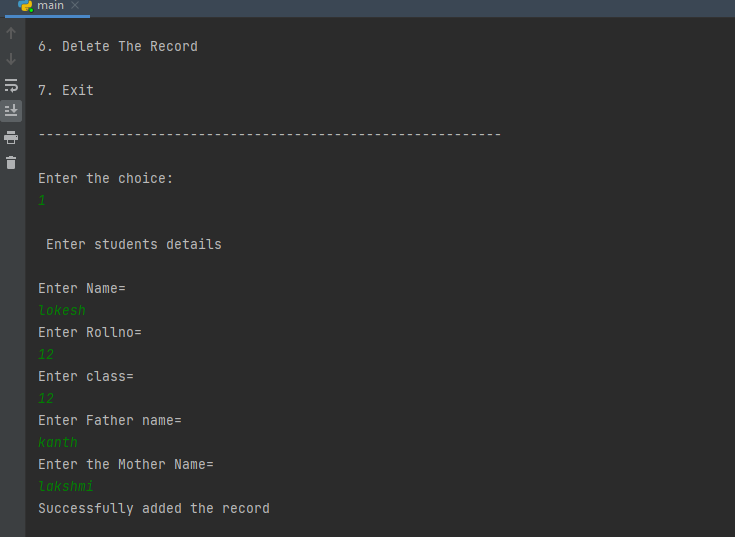 main
6. Delete The Record
7. Exit
----------------------------------------------------------
Enter the choice:
1
Enter students details
Enter Name=
lokesh
Enter Rollno=
12
Enter class=
12
Enter Father name=
kanth
Enter the Mother Name=
lakshmi
Successfully added the record